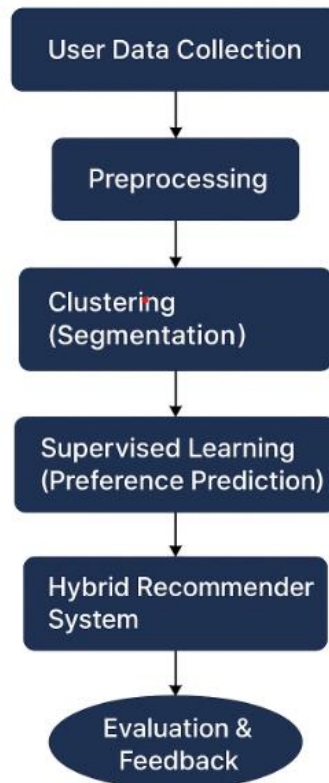 User Data Collection
Preprocessing
Clustering
(Segmentation)
Supervised Learning
(Preference Prediction)
Hybrid Recommender
System
Evaluation &
Feedback